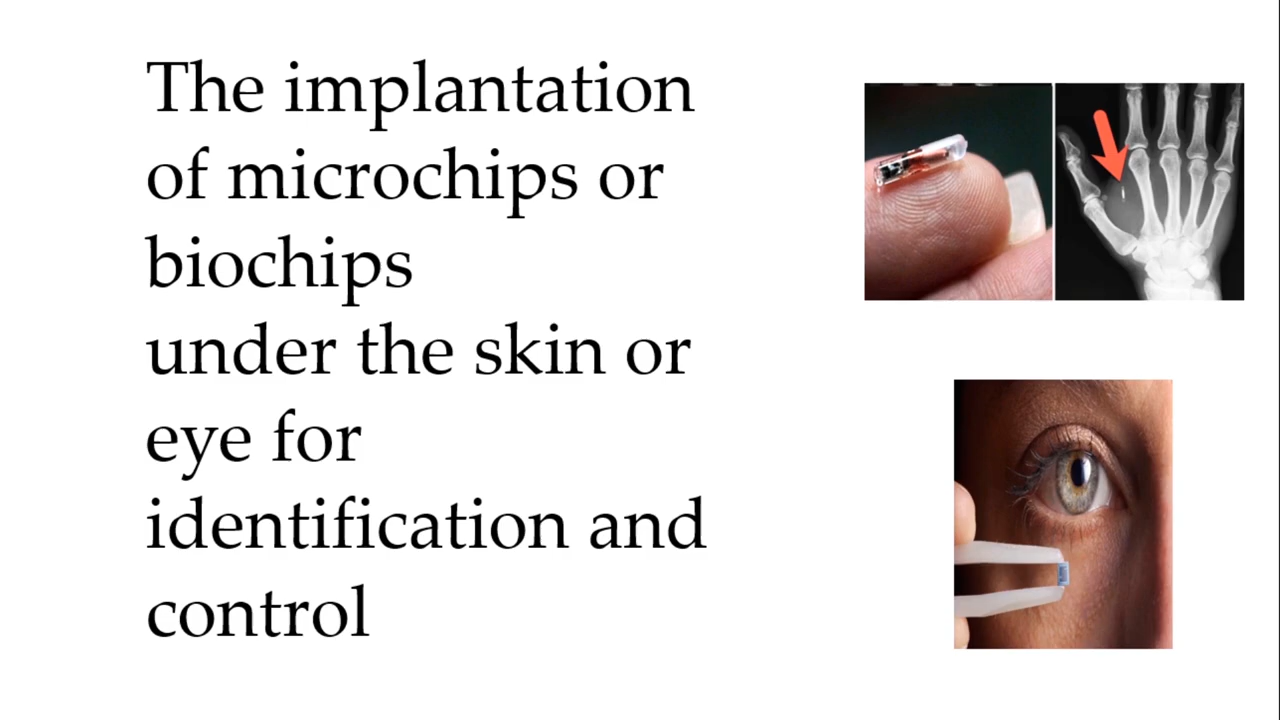 The implantation
of microchips or
biochips
under the skin or
eye for
identification and
control